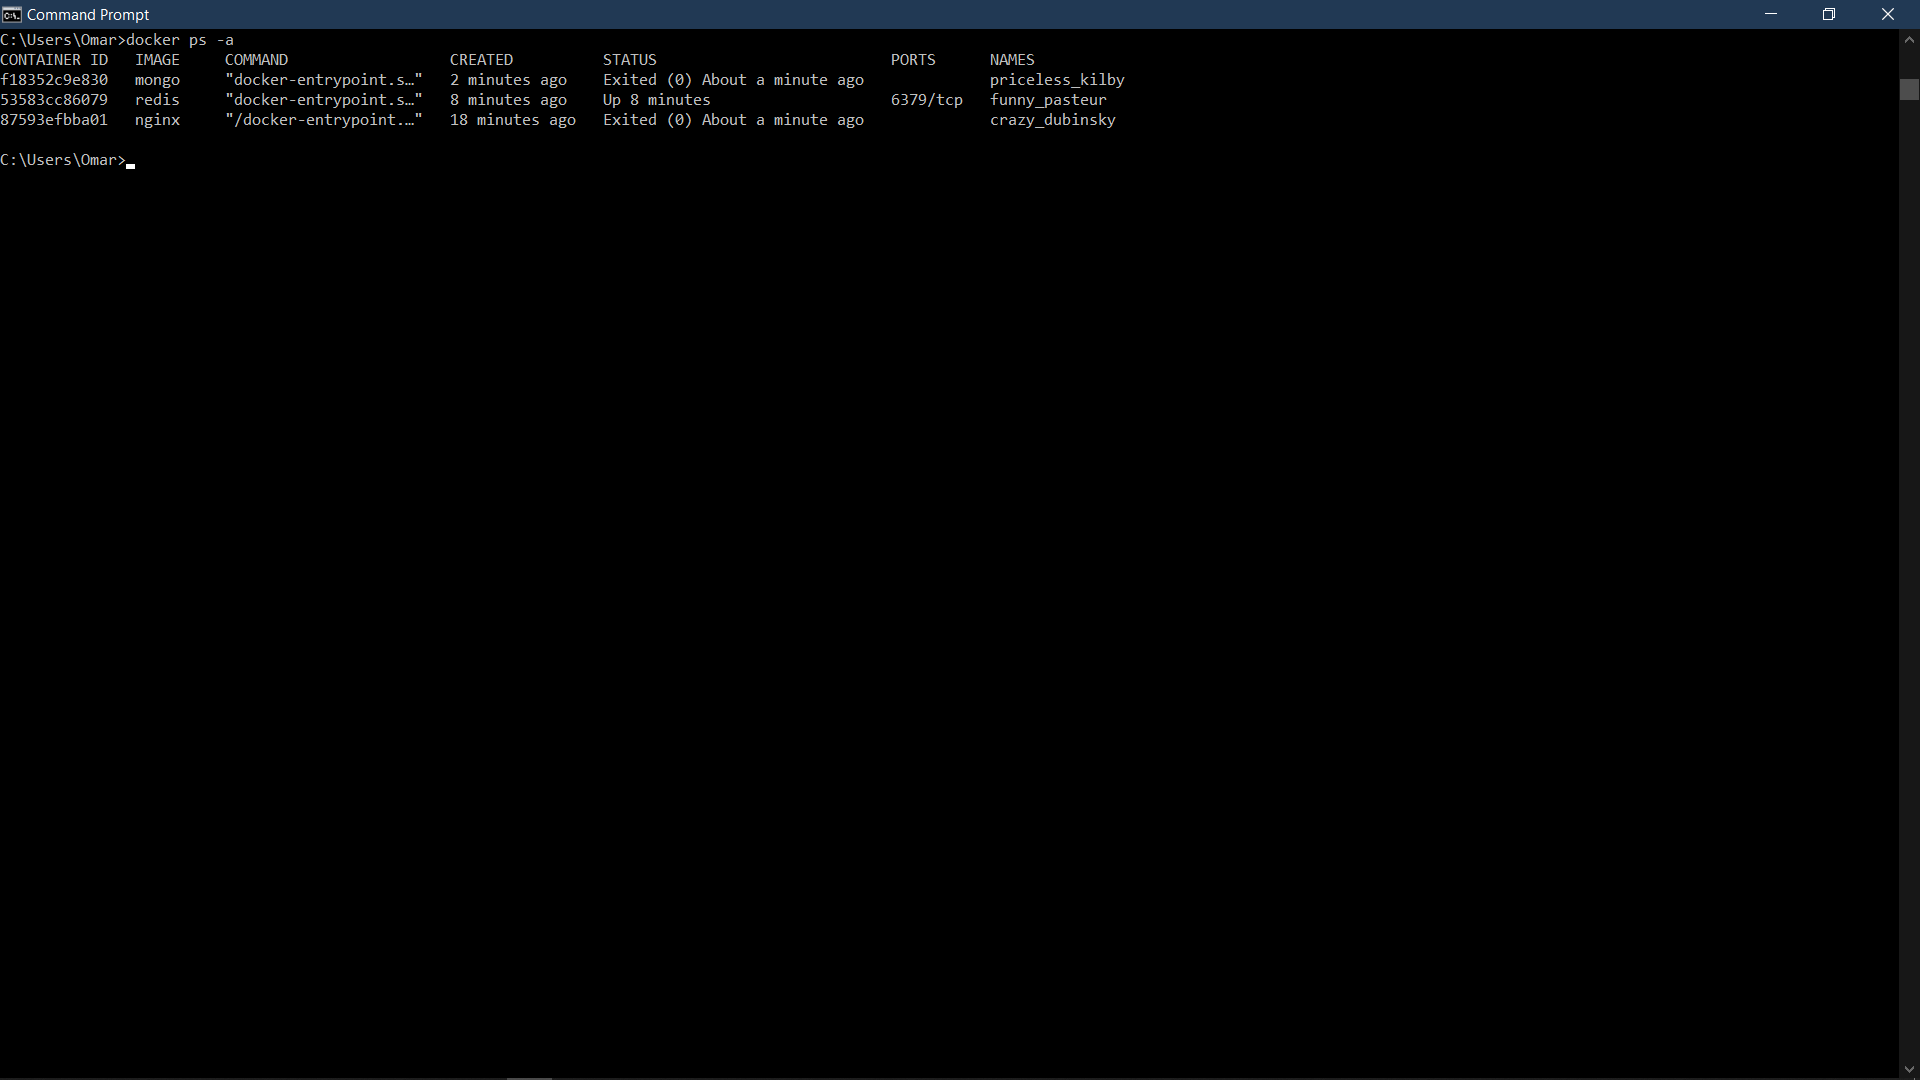 Command Prompt
C:\Users\Omar>docker ps -a
CONTAINER ID   IMAGE     COMMAND                  CREATED          STATUS                          PORTS      NAMES
f18352c9e830   mongo     "docker-entrypoint.s…"   2 minutes ago    Exited (0) About a minute ago              priceless_kilby
53583cc86079   redis     "docker-entrypoint.s…"   8 minutes ago    Up 8 minutes                    6379/tcp   funny_pasteur
87593efbba01   nginx     "/docker-entrypoint.…"   18 minutes ago   Exited (0) About a minute ago              crazy_dubinsky
C:\Users\Omar>